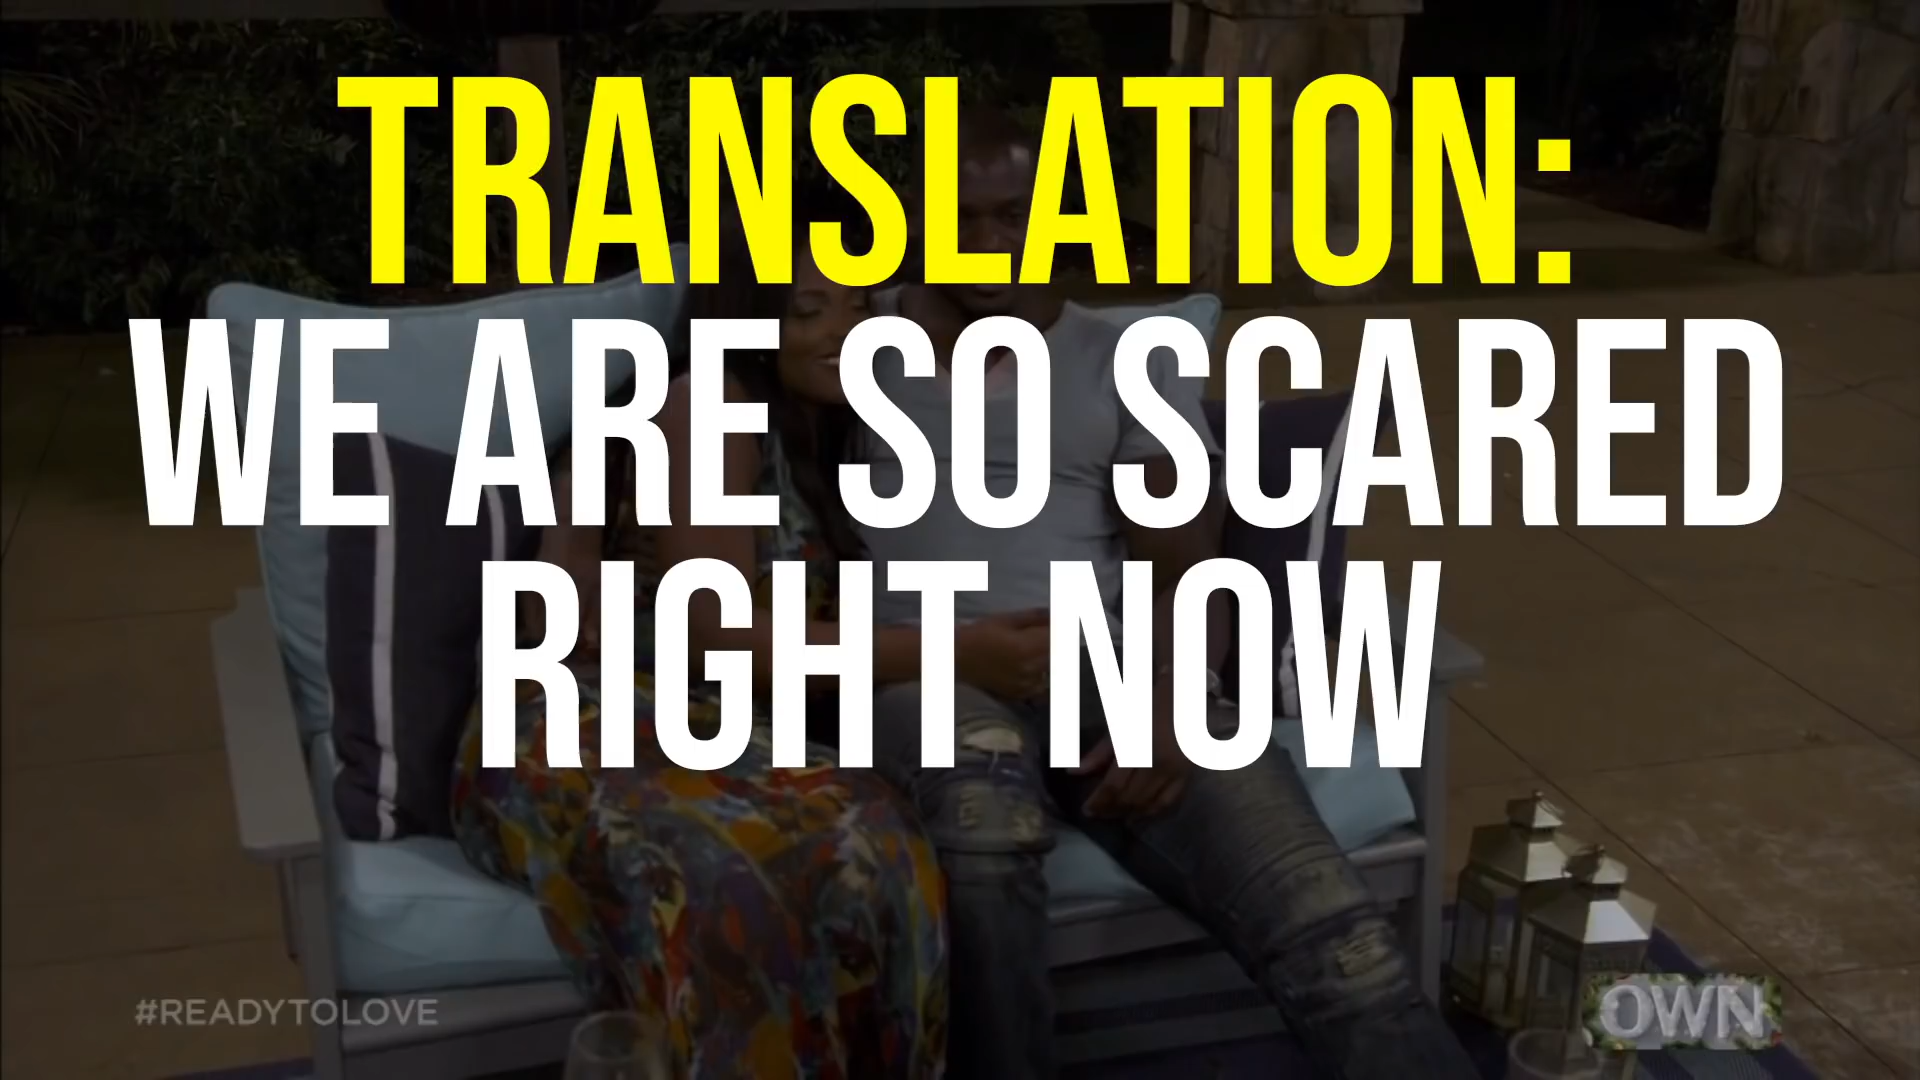 TRANSLATION:
WE ARE SO SCARED
RIGHT NOW
#READYTOLOVE
OWN